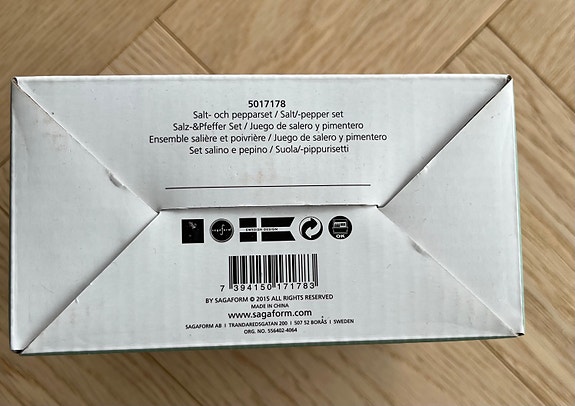 5017178
Salt- och pepparset / Salt/-pepper set
Salz-&Pfeffer Set / Juego de salero y pimentero
Ensemble salière et poivrière / Juego de salero y pimentero
Set salino e pepino / Suola/-pippurisetti
sagaform
SWEDISH DESIGN
OK
7 394150 171783
BY SAGAFORM © 2015 ALL RIGHTS RESERVED
MADE IN CHINA
www.sagaform.com
SAGAFORM AB I TRANDAREDSGATAN 200 I 507 52 BORÅS I SWEDEN
ORG. NO. 556402-4064